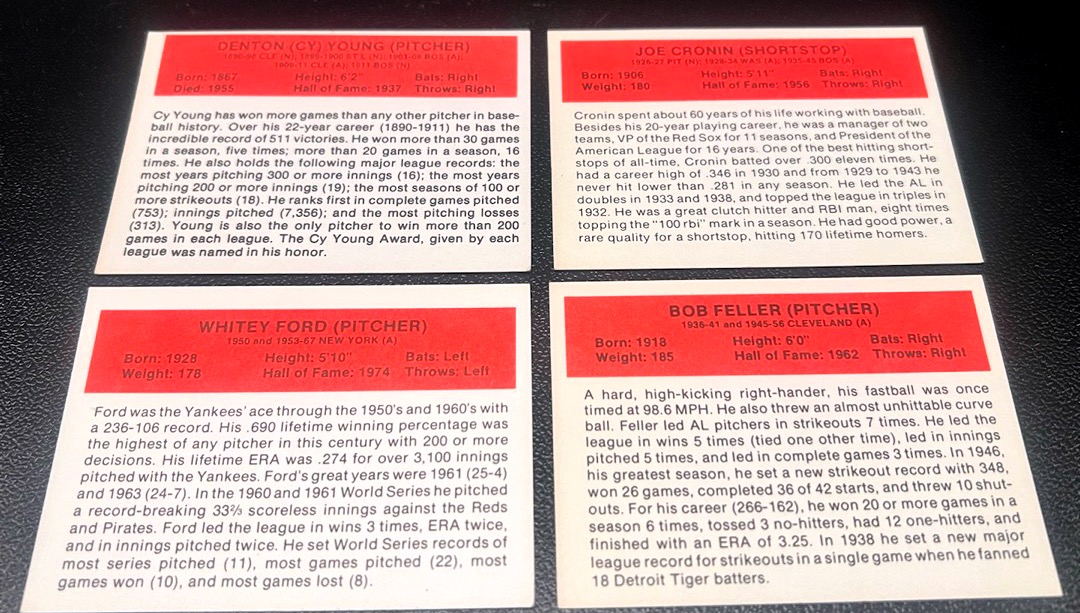 DENTON (CY) YOUNG (PITCHER)
1890-98 CLE (N); 1899-1900 ST L (N); 1901-08 BOS (A);
1909-11 CLE (A); 1911 BOS (N)
Born: 1867 Height: 6'2" Bats: Right
Died: 1955 Hall of Fame: 1937 Throws: Right
Cy Young has won more games than any other pitcher in base-
ball history. Over his 22-year career (1890-1911) he has the
incredible record of 511 victories. He won more than 30 games
in a season, five times; more than 20 games in a season, 16
times. He also holds the following major league records: the
most years pitching 300 or more innings (16); the most years
pitching 200 or more innings (19); the most seasons of 100 or
more strikeouts (18). He ranks first in complete games pitched
(753); innings pitched (7,356); and the most pitching losses
(313). Young is also the only pitcher to win more than 200
games in each league. The Cy Young Award, given by each
league was named in his honor.
JOE CRONIN (SHORTSTOP)
1926-27 PIT (N); 1928-34 WAS (A); 1935-45 BOS (A)
Born: 1906 Height: 5'11" Bats: Right
Weight: 180 Hall of Fame: 1956 Throws: Right
Cronin spent about 60 years of his life working with baseball.
Besides his 20-year playing career, he was a manager of two
teams, VP of the Red Sox for 11 seasons, and President of the
American League for 16 years. One of the best hitting short-
stops of all-time, Cronin batted over .300 eleven times. He
had a career high of .346 in 1930 and from 1929 to 1943 he
never hit lower than .281 in any season. He led the AL in
doubles in 1933 and 1938, and topped the league in triples in
1932. He was a great clutch hitter and RBI man, eight times
topping the "100 rbi" mark in a season. He had good power, a
rare quality for a shortstop, hitting 170 lifetime homers.
WHITEY FORD (PITCHER)
1950 and 1953-67 NEW YORK (A)
Born: 1928 Height: 5'10" Bats: Left
Weight: 178 Hall of Fame: 1974 Throws: Left
Ford was the Yankees' ace through the 1950's and 1960's with
a 236-106 record. His .690 lifetime winning percentage was
the highest of any pitcher in this century with 200 or more
decisions. His lifetime ERA was .274 for over 3,100 innings
pitched with the Yankees. Ford's great years were 1961 (25-4)
and 1963 (24-7). In the 1960 and 1961 World Series he pitched
a record-breaking 33⅔ scoreless innings against the Reds
and Pirates. Ford led the league in wins 3 times, ERA twice,
and in innings pitched twice. He set World Series records of
most series pitched (11), most games pitched (22), most
games won (10), and most games lost (8).
BOB FELLER (PITCHER)
1936-41 and 1945-56 CLEVELAND (A)
Born: 1918 Height: 6'0" Bats: Right
Weight: 185 Hall of Fame: 1962 Throws: Right
A hard, high-kicking right-hander, his fastball was once
timed at 98.6 MPH. He also threw an almost unhittable curve
ball. Feller led AL pitchers in strikeouts 7 times. He led the
league in wins 5 times (tied one other time), led in innings
pitched 5 times, and led in complete games 3 times. In 1946,
his greatest season, he set a new strikeout record with 348,
won 26 games, completed 36 of 42 starts, and threw 10 shut-
outs. For his career (266-162), he won 20 or more games in a
season 6 times, tossed 3 no-hitters, had 12 one-hitters, and
finished with an ERA of 3.25. In 1938 he set a new major
league record for strikeouts in a single game when he fanned
18 Detroit Tiger batters.